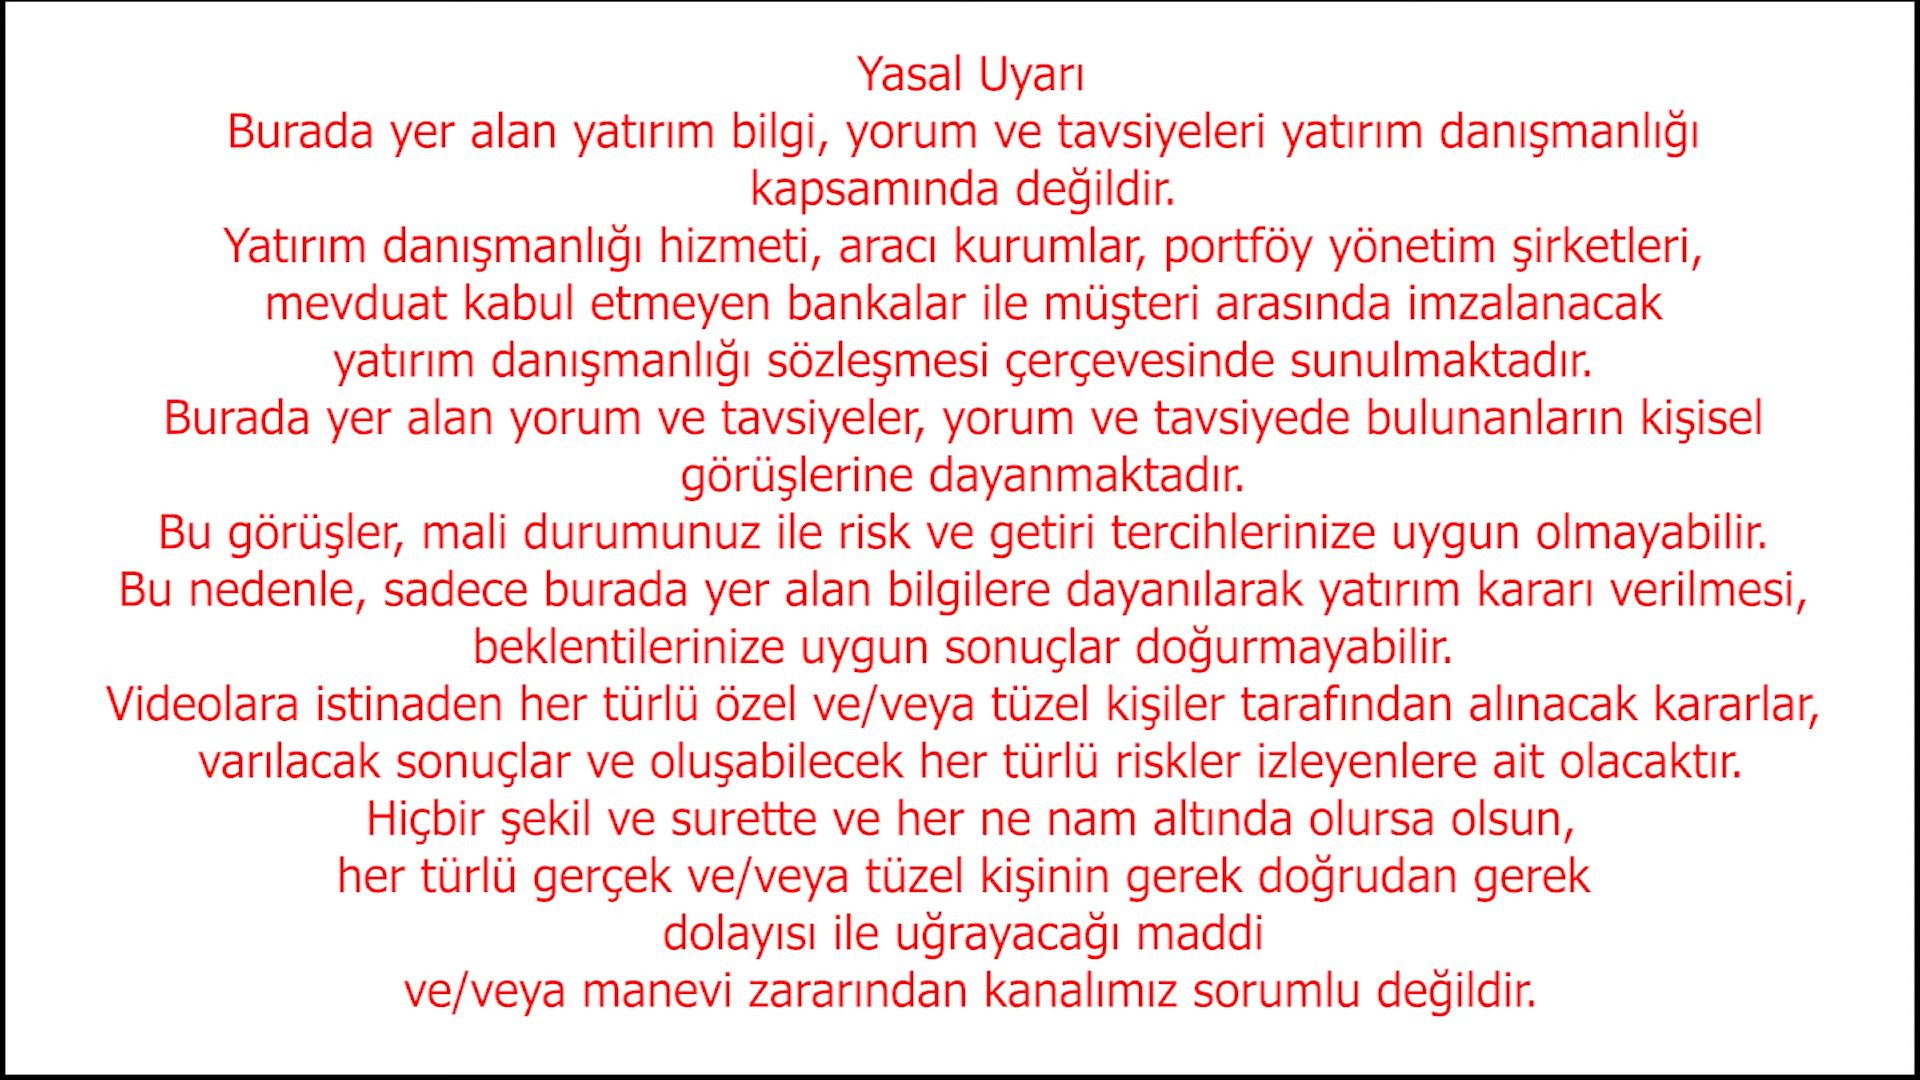 Yasal Uyarı
Burada yer alan yatırım bilgi, yorum ve tavsiyeleri yatırım danışmanlığı
kapsamında değildir.
Yatırım danışmanlığı hizmeti, aracı kurumlar, portföy yönetim şirketleri,
mevduat kabul etmeyen bankalar ile müşteri arasında imzalanacak
yatırım danışmanlığı sözleşmesi çerçevesinde sunulmaktadır.
Burada yer alan yorum ve tavsiyeler, yorum ve tavsiyede bulunanların kişisel
görüşlerine dayanmaktadır.
Bu görüşler, mali durumunuz ile risk ve getiri tercihlerinize uygun olmayabilir.
Bu nedenle, sadece burada yer alan bilgilere dayanılarak yatırım kararı verilmesi,
beklentilerinize uygun sonuçlar doğurmayabilir.
Videolara istinaden her türlü özel ve/veya tüzel kişiler tarafından alınacak kararlar,
varılacak sonuçlar ve oluşabilecek her türlü riskler izleyenlere ait olacaktır.
Hiçbir şekil ve surette ve her ne nam altında olursa olsun,
her türlü gerçek ve/veya tüzel kişinin gerek doğrudan gerek
dolayısı ile uğrayacağı maddi
ve/veya manevi zararından kanalımız sorumlu değildir.